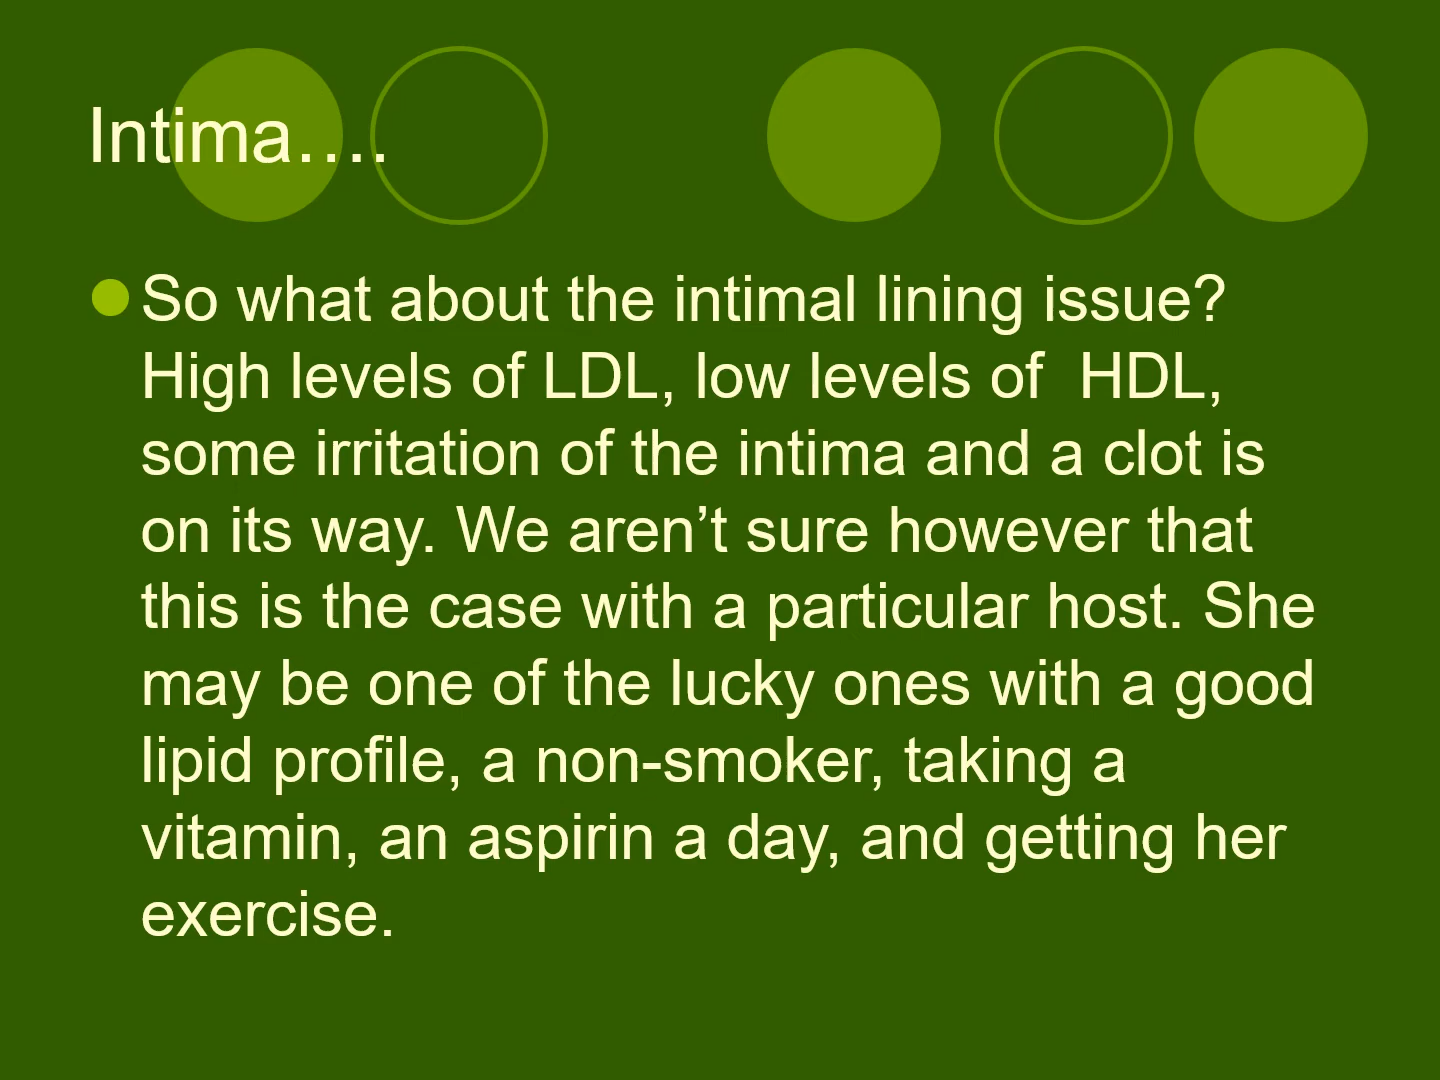 Intima….
So what about the intimal lining issue?
High levels of LDL, low levels of  HDL,
some irritation of the intima and a clot is
on its way. We aren’t sure however that
this is the case with a particular host. She
may be one of the lucky ones with a good
lipid profile, a non-smoker, taking a
vitamin, an aspirin a day, and getting her
exercise.